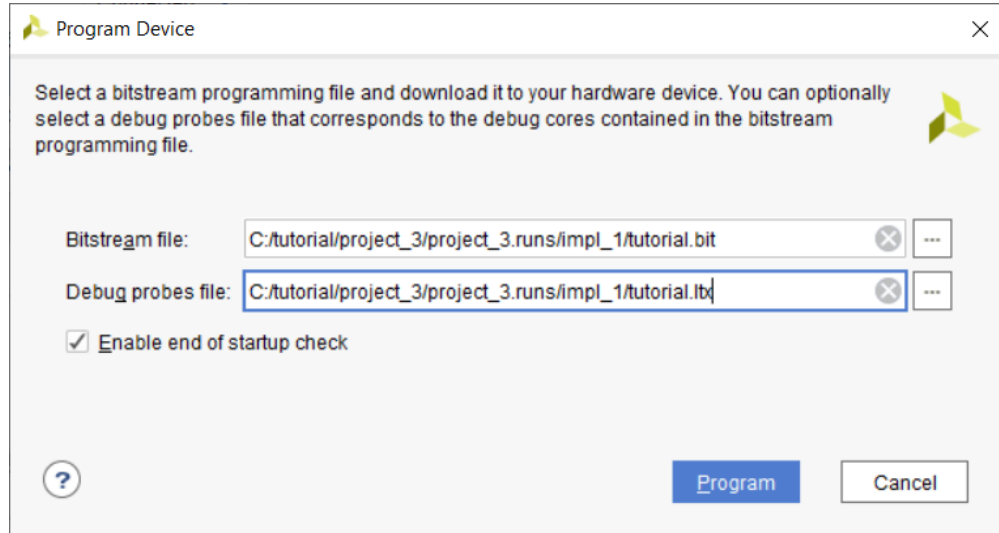 Program Device
Select a bitstream programming file and download it to your hardware device. You can optionally
select a debug probes file that corresponds to the debug cores contained in the bitstream
programming file.
Bitstream file: C:/tutorial/project_3/project_3.runs/impl_1/tutorial.bit ...
Debug probes file: C:/tutorial/project_3/project_3.runs/impl_1/tutorial.ltx ...
Enable end of startup check
? Program Cancel